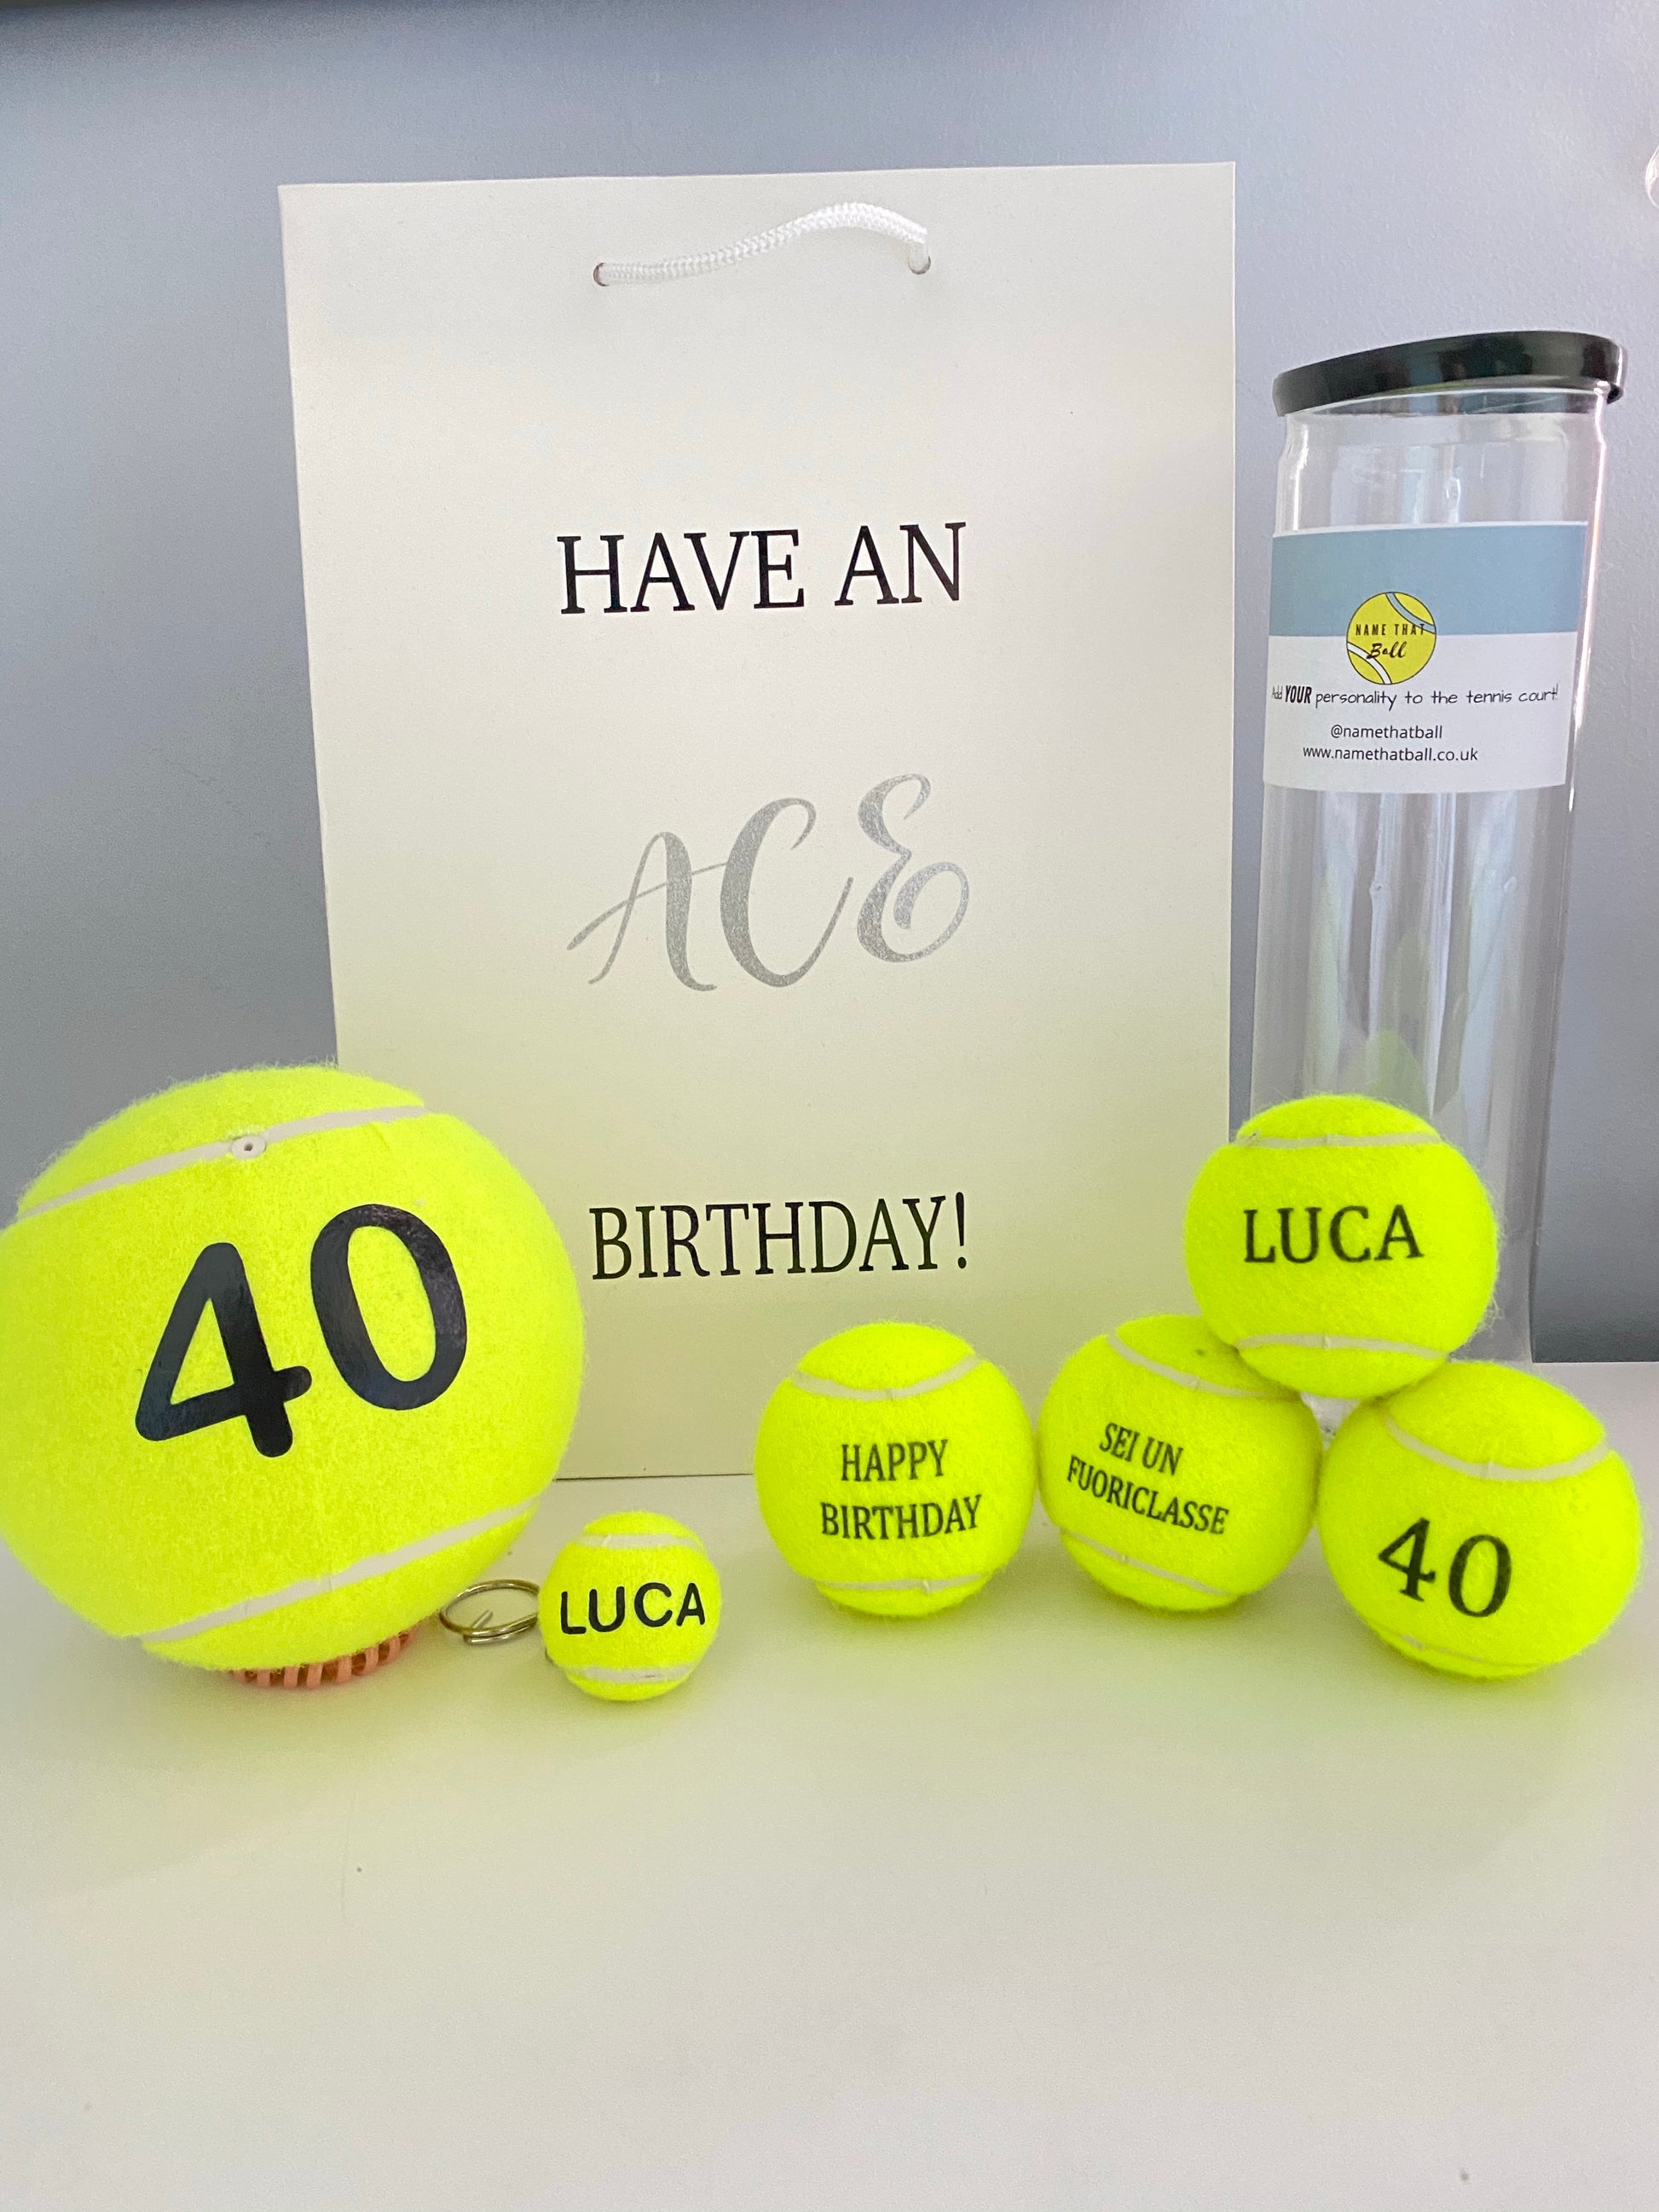 HAVE AN
ACE
BIRTHDAY!
NAME THAT
Ball
Add YOUR personality to the tennis court!
@namethatball
www.namethatball.co.uk
40
LUCA
HAPPY
BIRTHDAY
SEI UN
FUORICLASSE
LUCA
40